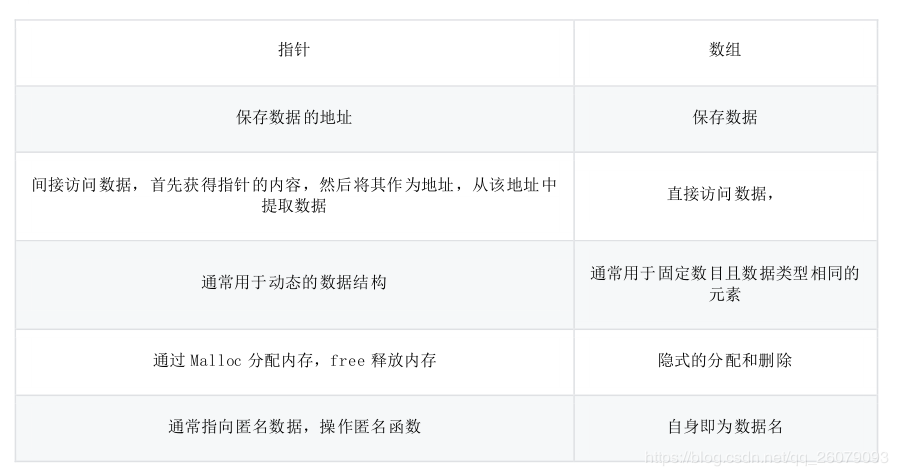 指针
数组
保存数据的地址
保存数据
间接访问数据，首先获得指针的内容，然后将其作为地址，从该地址中
提取数据
直接访问数据，
通常用于动态的数据结构
通常用于固定数目且数据类型相同的
元素
通过 Malloc 分配内存，free 释放内存
隐式的分配和删除
通常指向匿名数据，操作匿名函数
自身即为数据名
https://blog.csdn.net/qq_26079093